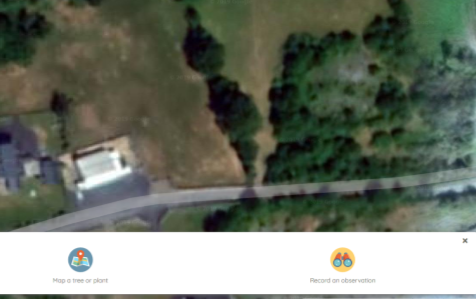 Map a tree or plant
Record an observation